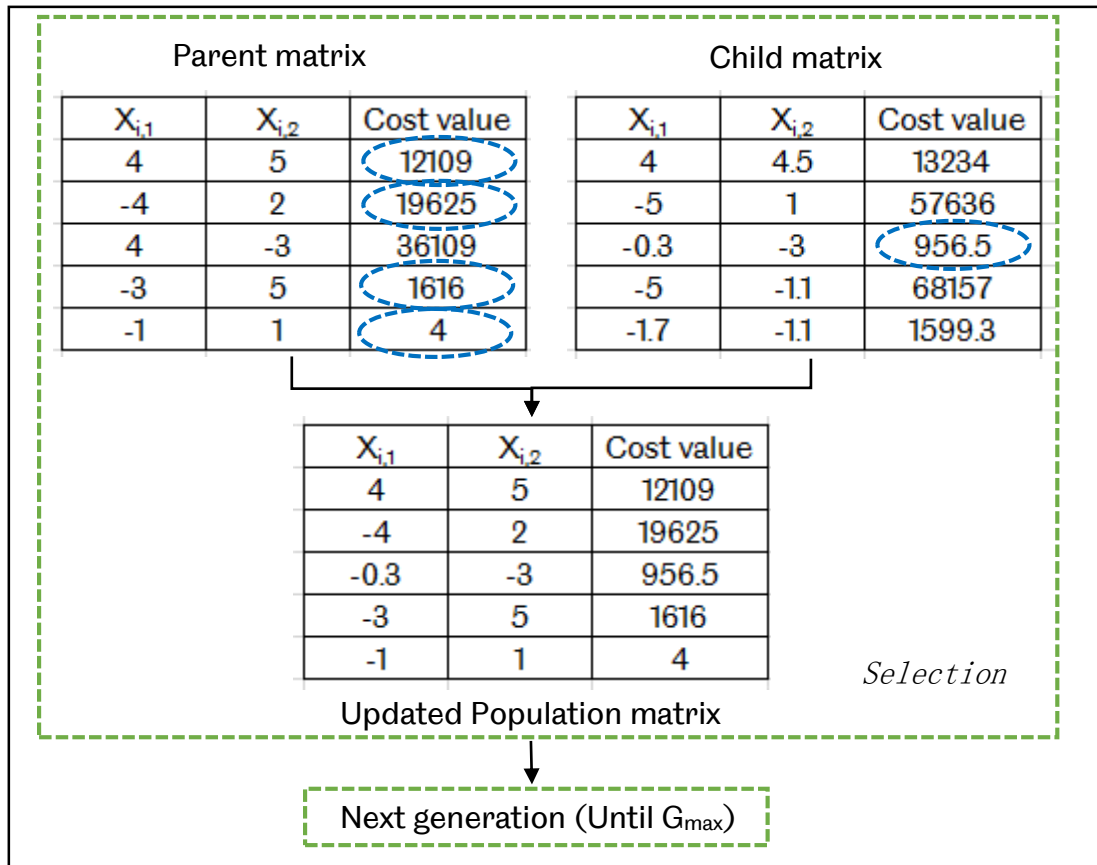 Parent matrix
Child matrix
Xi,1 Xi,2 Cost value
4 5 12109
-4 2 19625
4 -3 36109
-3 5 1616
-1 1 4
Xi,1 Xi,2 Cost value
4 4.5 13234
-5 1 57636
-0.3 -3 956.5
-5 -1.1 68157
-1.7 -1.1 1599.3
Xi,1 Xi,2 Cost value
4 5 12109
-4 2 19625
-0.3 -3 956.5
-3 5 1616
-1 1 4
Selection
Updated Population matrix
Next generation (Until Gmax)